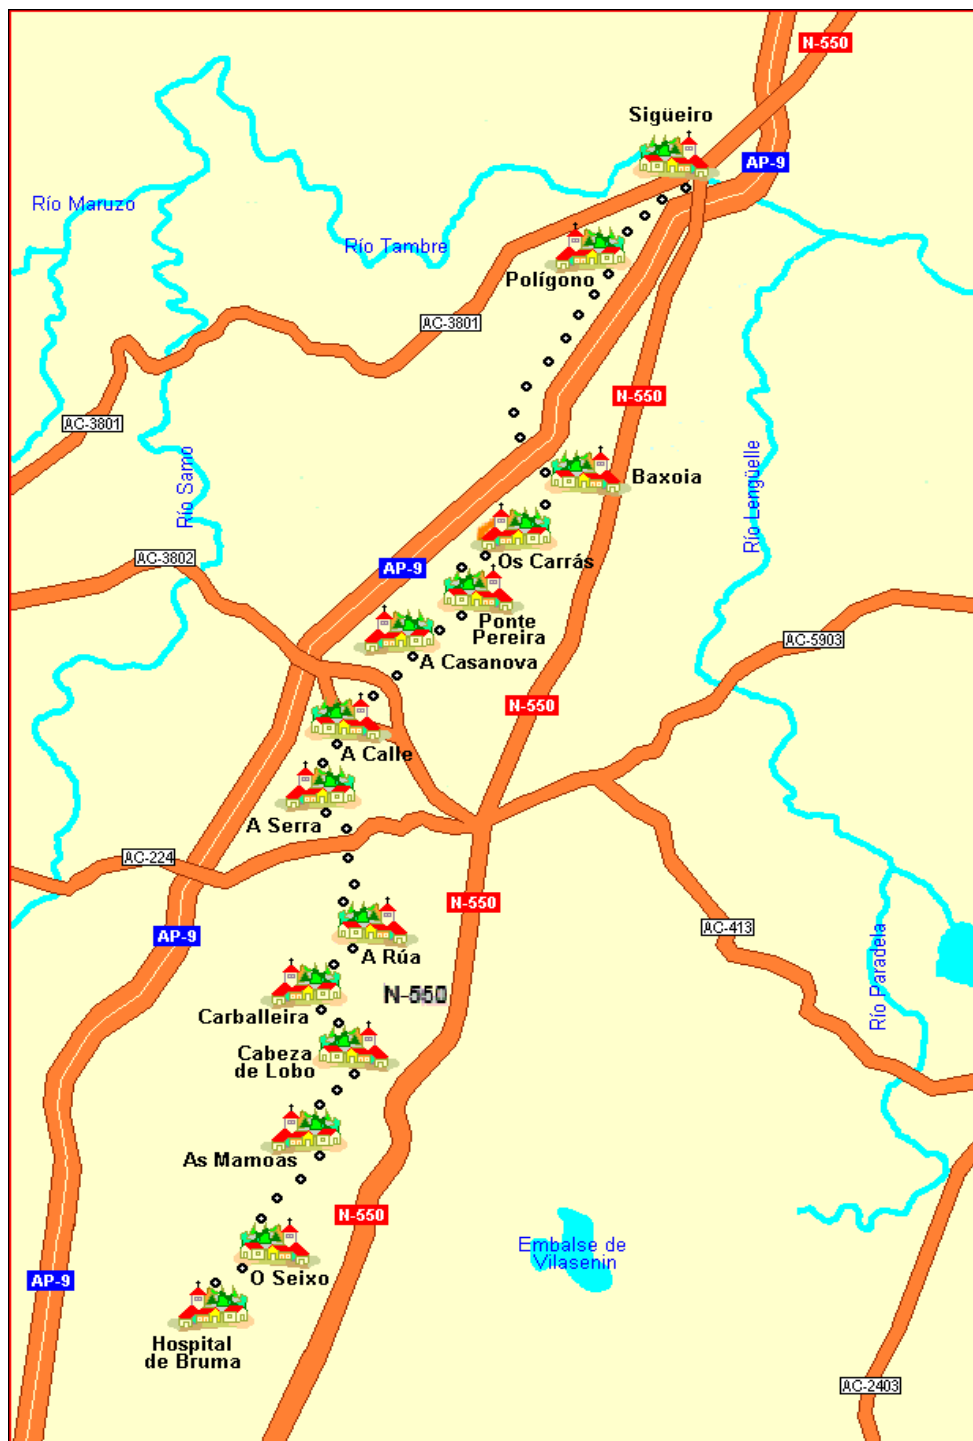 N-550
Sigüeiro
AP-9
Río Maruzo
Río Tambre
Polígono
AC-3801
N-550
AC-3801
Río Samo
Río Lengüelle
Baxoia
AC-3802
Os Carrás
AP-9
Ponte
Pereira
AC-5903
A Casanova
N-550
A Calle
A Serra
AC-224
N-550
AC-413
AP-9
A Rúa
Río Paradela
N-550
Carballeira
Cabeza
de Lobo
As Mamoas
N-550
Embalse de
Vilasenin
AP-9
O Seixo
Hospital
de Bruma
AC-2403